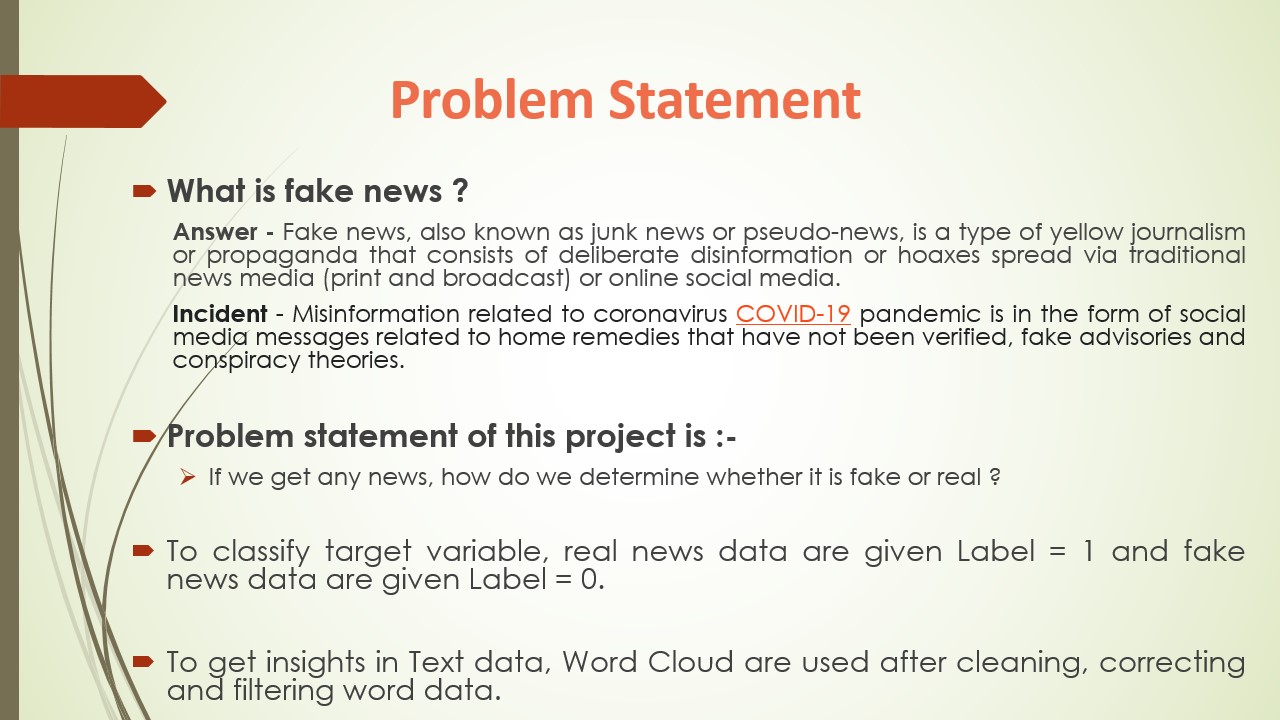 Problem Statement
What is fake news ?
Answer - Fake news, also known as junk news or pseudo-news, is a type of yellow journalism
or propaganda that consists of deliberate disinformation or hoaxes spread via traditional
news media (print and broadcast) or online social media.
Incident - Misinformation related to coronavirus COVID-19 pandemic is in the form of social
media messages related to home remedies that have not been verified, fake advisories and
conspiracy theories.
Problem statement of this project is :-
If we get any news, how do we determine whether it is fake or real ?
To classify target variable, real news data are given Label = 1 and fake
news data are given Label = 0.
To get insights in Text data, Word Cloud are used after cleaning, correcting
and filtering word data.